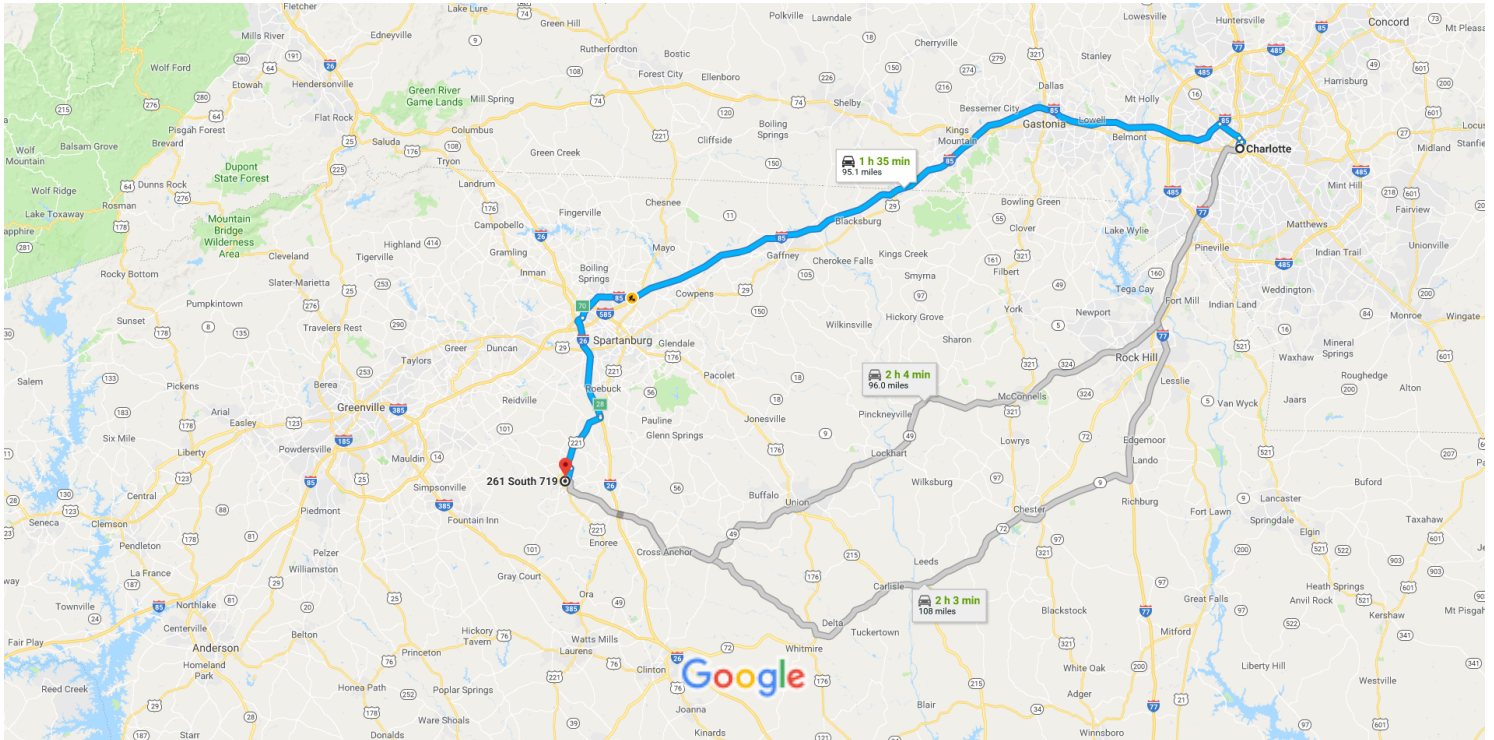 Fletcher
Lake Lure
Green Hill
Polkville
Lawndale
Lowesville
Huntersville
Concord
Mt Pleasa
Mills River
Edneyville
Rutherfordton
Bostic
Cherryville
Stanley
Wolf Ford
Etowah
Hendersonville
Forest City
Ellenboro
Dallas
Harrisburg
Green River
Game Lands
Mill Spring
Shelby
Bessemer City
Mt Holly
Pisgah Forest
Flat Rock
Columbus
Boiling
Springs
Kings
Mountain
Gastonia
Lowell
Belmont
Locus
Balsam Grove
Brevard
Saluda
Cliffside
Midland
Stanfie
Wolf
Mountain
Tryon
Green Creek
Charlotte
1 h 35 min
95.1 miles
Dupont
State Forest
Dunns Rock
Landrum
Mint Hill
Wolf Ridge
Rosman
Chesnee
Bowling Green
Fairview
Lake Toxaway
Mountain
Bridge
Wilderness
Area
Campobello
Fingerville
Blacksburg
Clover
Lake Wylie
Matthews
apphire
Highland
Mayo
Pineville
Indian Trail
Unionville
Cleveland
Tigerville
Gramling
Gaffney
Cherokee Falls
Kings Creek
Rocky Bottom
Slater-Marietta
Inman
Boiling
Springs
Smyrna
Filbert
Tega Cay
Weddington
Pumpkintown
Cowpens
Hickory Grove
York
Newport
Fort Mill
Indian Land
Monroe
Wingate
Sunset
Travelers Rest
Wilkinsville
Jaars
Greer
Duncan
Spartanburg
Glendale
Sharon
Rock Hill
Waxhaw
Mineral
Springs
Taylors
2 h 4 min
96.0 miles
Salem
Pickens
Berea
Pacolet
Lesslie
Roughedge
Alton
Greenville
Reidville
Roebuck
Pauline
Jonesville
Pinckneyville
McConnells
Van Wyck
Arial
Easley
Glenn Springs
Lowrys
Edgemoor
Six Mile
Liberty
Powdersville
Mauldin
Lockhart
Lando
261 South 719
Wilksburg
Central
Simpsonville
Buffalo
Union
Richburg
Lancaster
Buford
Seneca
Clemson
Piedmont
Fountain Inn
Chester
Fort Lawn
Springdale
Elgin
Taxahaw
Pendleton
Pelzer
Enoree
Cross Anchor
La France
Williamston
Gray Court
Leeds
Heath Springs
Townville
Northlake
Ora
Carlisle
2 h 3 min
108 miles
Blackstock
Great Falls
Anvil Rock
Kershaw
Mt Pisgah
Fair Play
Centerville
Belton
Hickory
Tavern
Watts Mills
Laurens
Delta
Tuckertown
Mitford
Anderson
Princeton
Whitmire
Homeland
Park
Clinton
Google
White Oak
Liberty Hill
Westville
Reed Creek
Honea Path
Poplar Springs
Adger
Joanna
Blair
Ware Shoals
Starr
Donalds
Kinards
Winnsboro